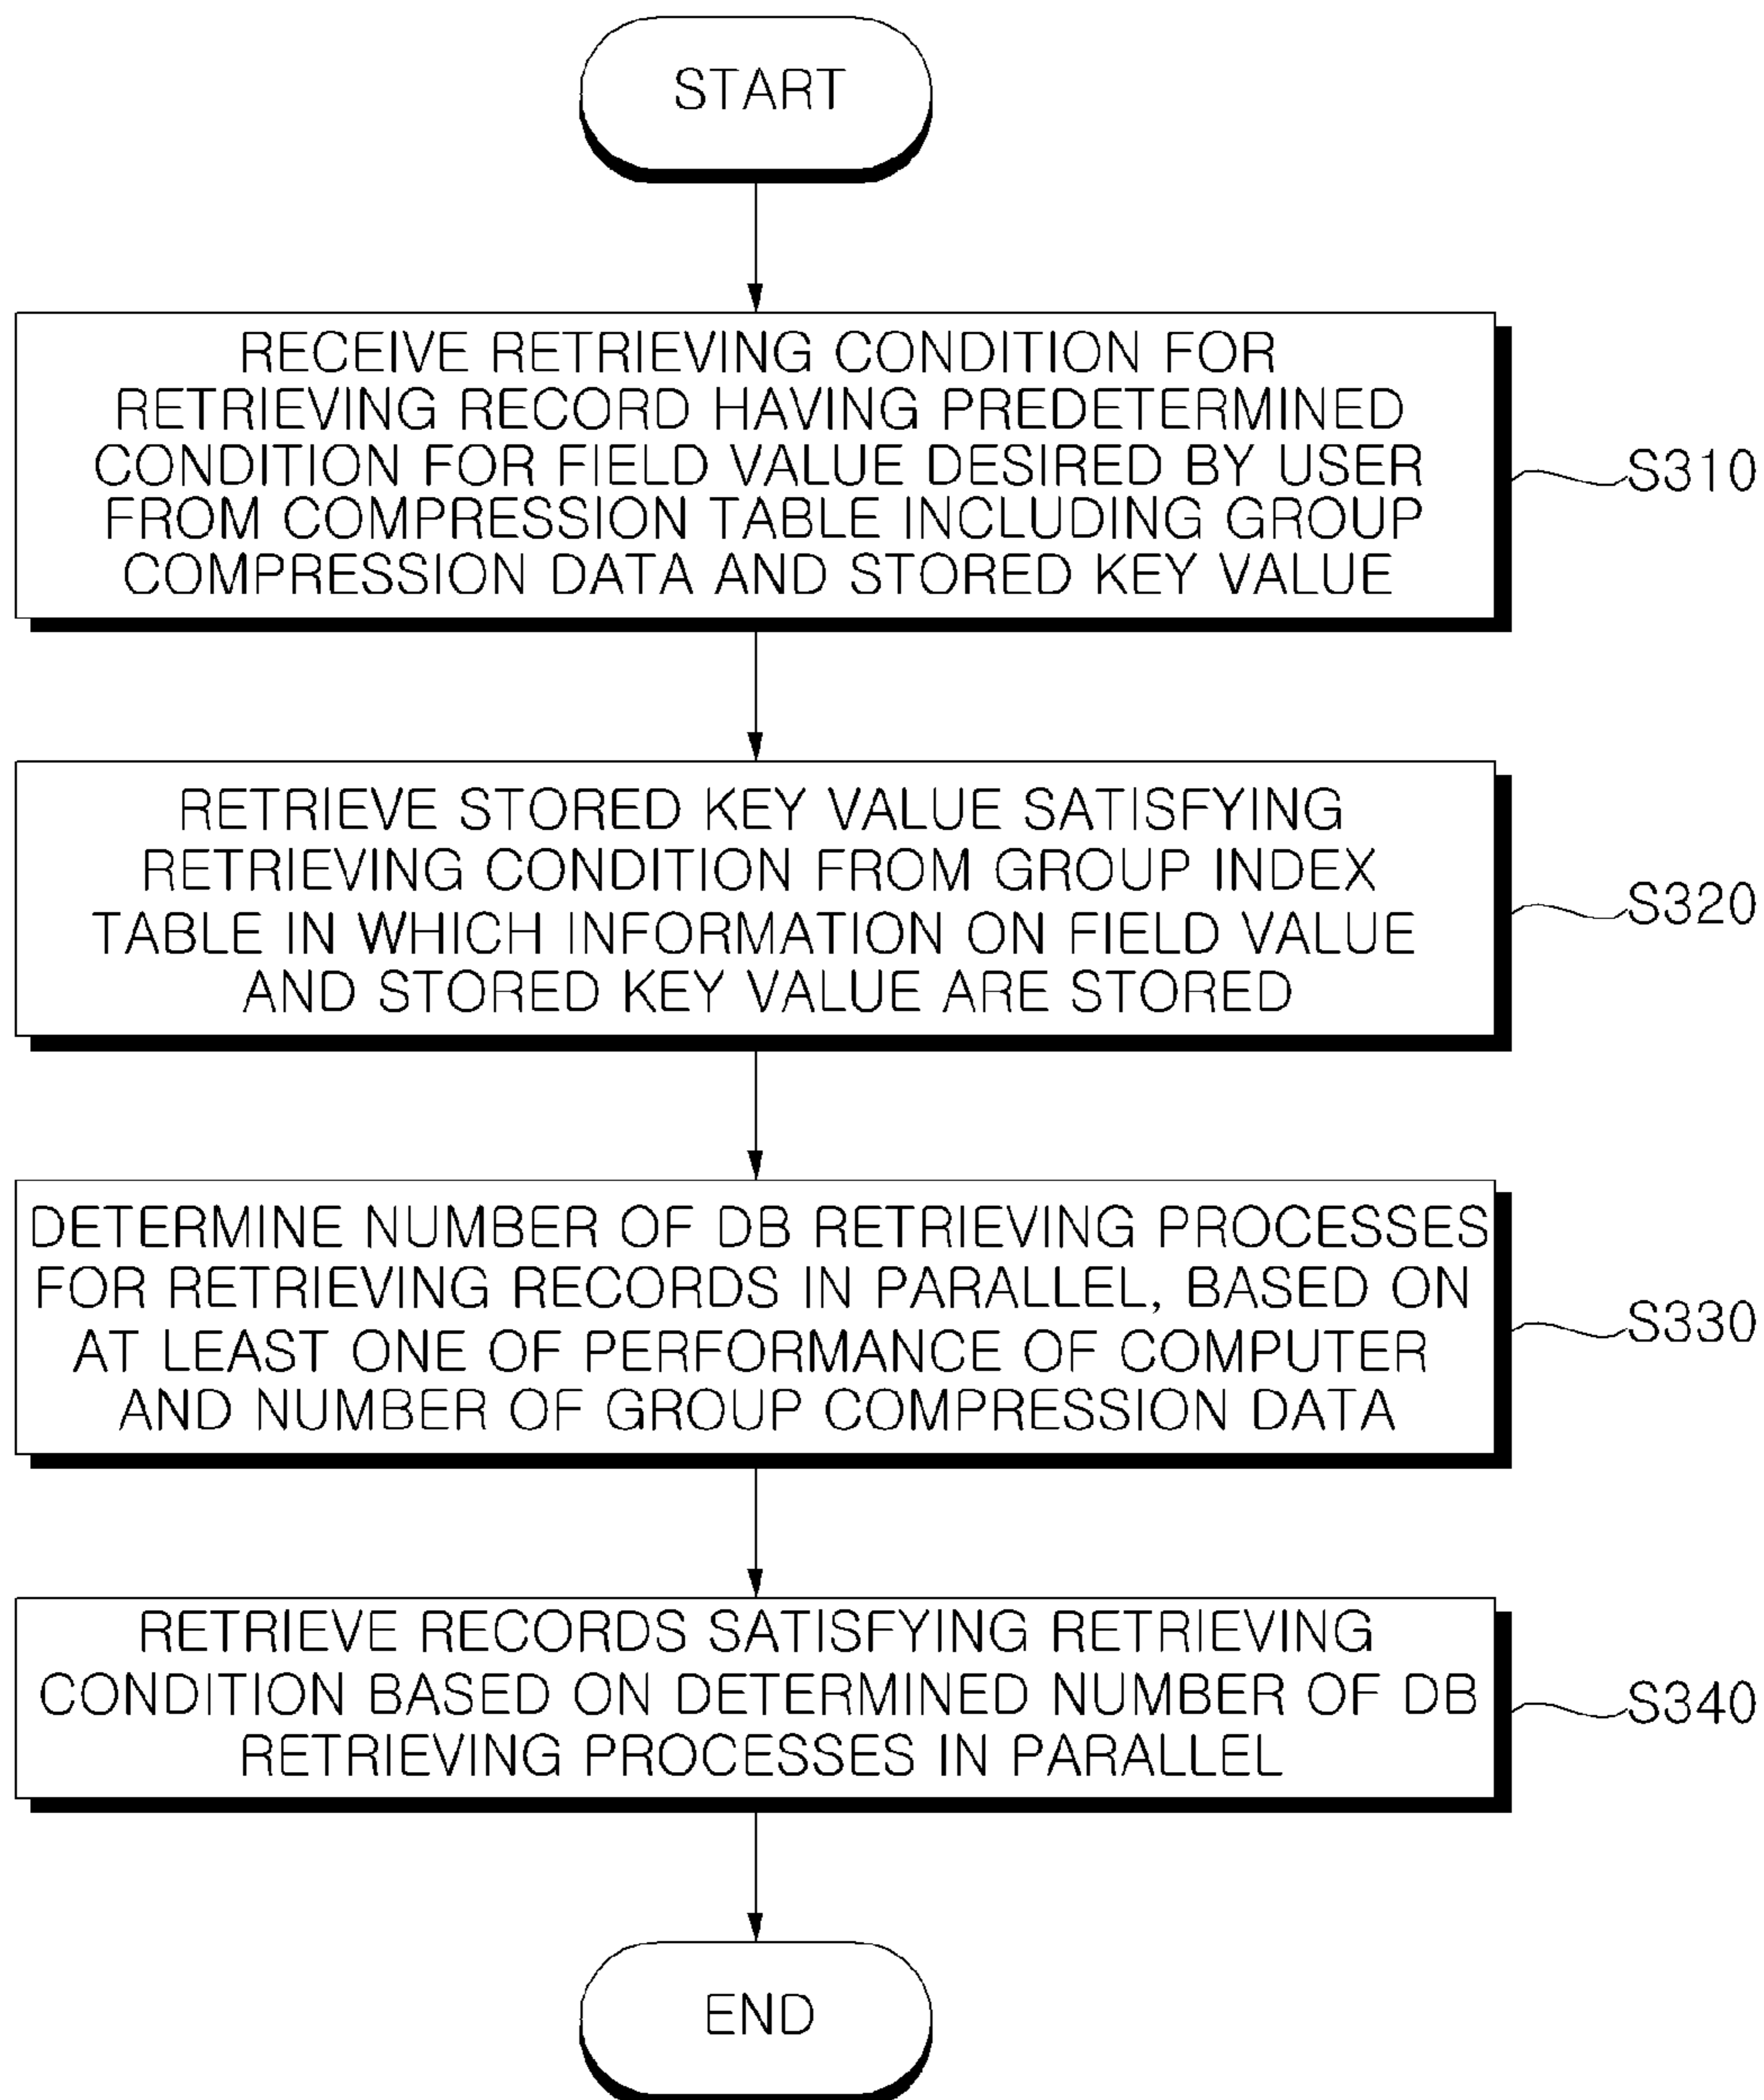 START
RECEIVE RETRIEVING CONDITION FOR
RETRIEVING RECORD HAVING PREDETERMINED
CONDITION FOR FIELD VALUE DESIRED BY USER
FROM COMPRESSION TABLE INCLUDING GROUP
COMPRESSION DATA AND STORED KEY VALUE
S310
RETRIEVE STORED KEY VALUE SATISFYING
RETRIEVING CONDITION FROM GROUP INDEX
TABLE IN WHICH INFORMATION ON FIELD VALUE
AND STORED KEY VALUE ARE STORED
S320
DETERMINE NUMBER OF DB RETRIEVING PROCESSES
FOR RETRIEVING RECORDS IN PARALLEL, BASED ON
AT LEAST ONE OF PERFORMANCE OF COMPUTER
AND NUMBER OF GROUP COMPRESSION DATA
S330
RETRIEVE RECORDS SATISFYING RETRIEVING
CONDITION BASED ON DETERMINED NUMBER OF DB
RETRIEVING PROCESSES IN PARALLEL
S340
END